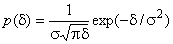 p(δ) = 1/(σ√(πδ)) exp(−δ/σ²)